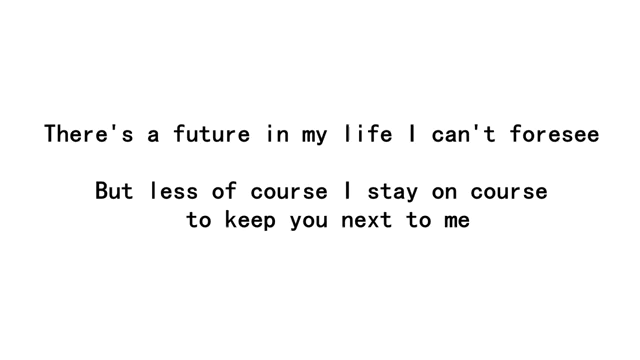 There's a future in my life I can't foresee
But less of course I stay on course
to keep you next to me